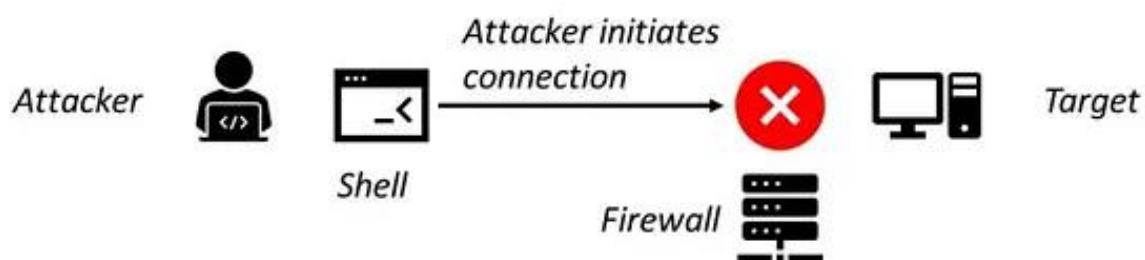 Attacker initiates
connection
Attacker
</>
_<
Target
Shell
Firewall